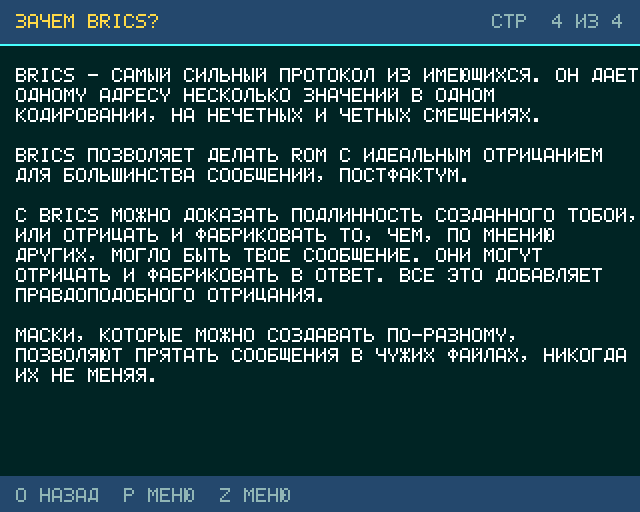 ЗАЧЕМ BRICS? СТР 4 ИЗ 4
BRICS - САМЫЙ СИЛЬНЫЙ ПРОТОКОЛ ИЗ ИМЕЮЩИХСЯ. ОН ДАЕТ
ОДНОМУ АДРЕСУ НЕСКОЛЬКО ЗНАЧЕНИЙ В ОДНОМ
КОДИРОВАНИИ, НА НЕЧЕТНЫХ И ЧЕТНЫХ СМЕЩЕНИЯХ.
BRICS ПОЗВОЛЯЕТ ДЕЛАТЬ ROM С ИДЕАЛЬНЫМ ОТРИЦАНИЕМ
ДЛЯ БОЛЬШИНСТВА СООБЩЕНИЙ, ПОСТФАКТУМ.
С BRICS МОЖНО ДОКАЗАТЬ ПОДЛИННОСТЬ СОЗДАННОГО ТОБОЙ,
ИЛИ ОТРИЦАТЬ И ФАБРИКОВАТЬ ТО, ЧЕМ, ПО МНЕНИЮ
ДРУГИХ, МОГЛО БЫТЬ ТВОЕ СООБЩЕНИЕ. ОНИ МОГУТ
ОТРИЦАТЬ И ФАБРИКОВАТЬ В ОТВЕТ. ВСЕ ЭТО ДОБАВЛЯЕТ
ПРАВДОПОДОБНОГО ОТРИЦАНИЯ.
МАСКИ, КОТОРЫЕ МОЖНО СОЗДАВАТЬ ПО-РАЗНОМУ,
ПОЗВОЛЯЮТ ПРЯТАТЬ СООБЩЕНИЯ В ЧУЖИХ ФАЙЛАХ, НИКОГДА
ИХ НЕ МЕНЯЯ.
O НАЗАД P МЕНЮ Z МЕНЮ